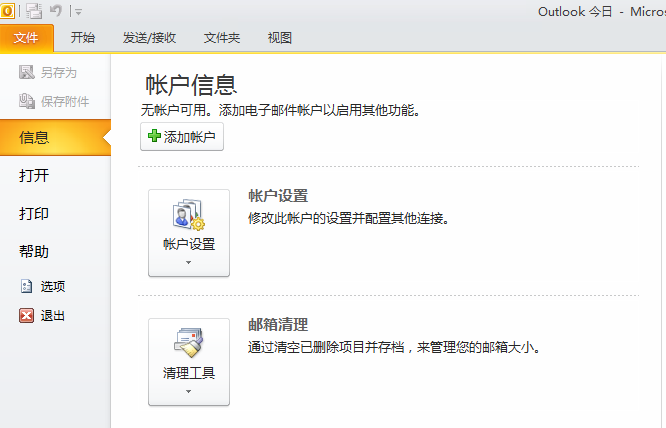 Outlook 今日 - Micros
文件 开始 发送/接收 文件夹 视图
另存为
保存附件
信息
打开
打印
帮助
选项
退出
帐户信息
无帐户可用。添加电子邮件帐户以启用其他功能。
添加帐户
帐户设置
帐户设置
修改此帐户的设置并配置其他连接。
清理工具
邮箱清理
通过清空已删除项目并存档，来管理您的邮箱大小。